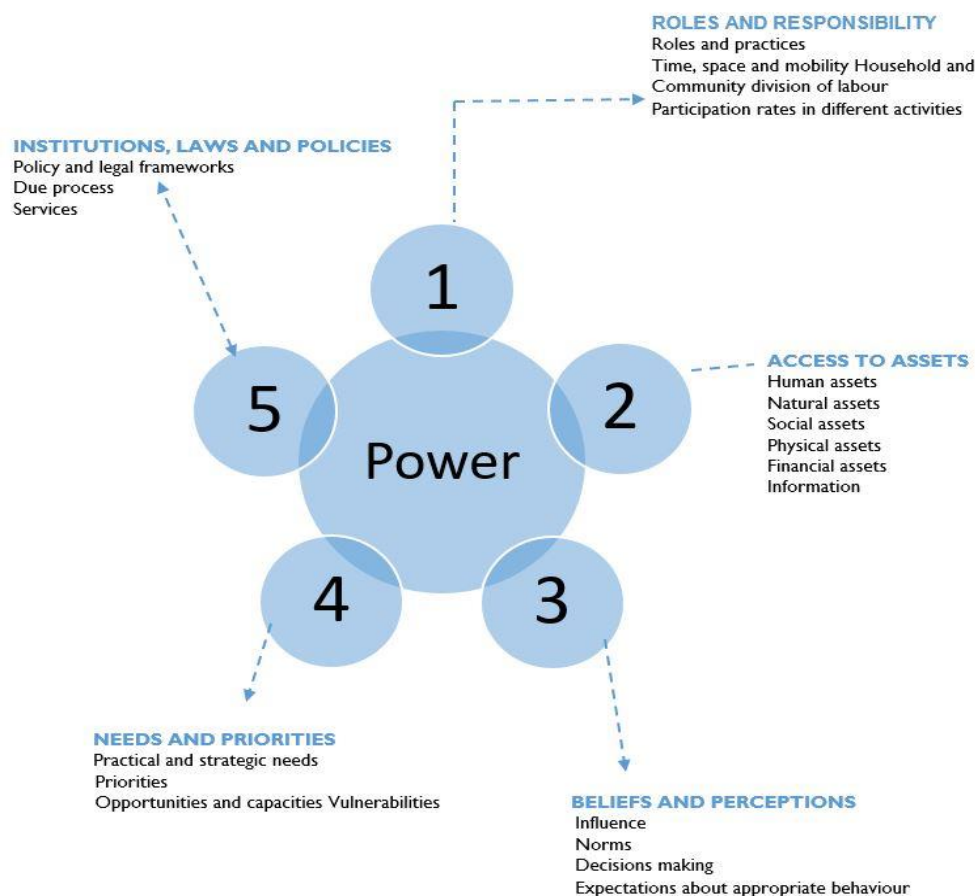 ROLES AND RESPONSIBILITY
Roles and practices
Time, space and mobility Household and
Community division of labour
Participation rates in different activities
INSTITUTIONS, LAWS AND POLICIES
Policy and legal frameworks
Due process
Services
1
ACCESS TO ASSETS
Human assets
Natural assets
Social assets
Physical assets
Financial assets
Information
2
5
Power
4
3
NEEDS AND PRIORITIES
Practical and strategic needs
Priorities
Opportunities and capacities Vulnerabilities
BELIEFS AND PERCEPTIONS
Influence
Norms
Decisions making
Expectations about appropriate behaviour